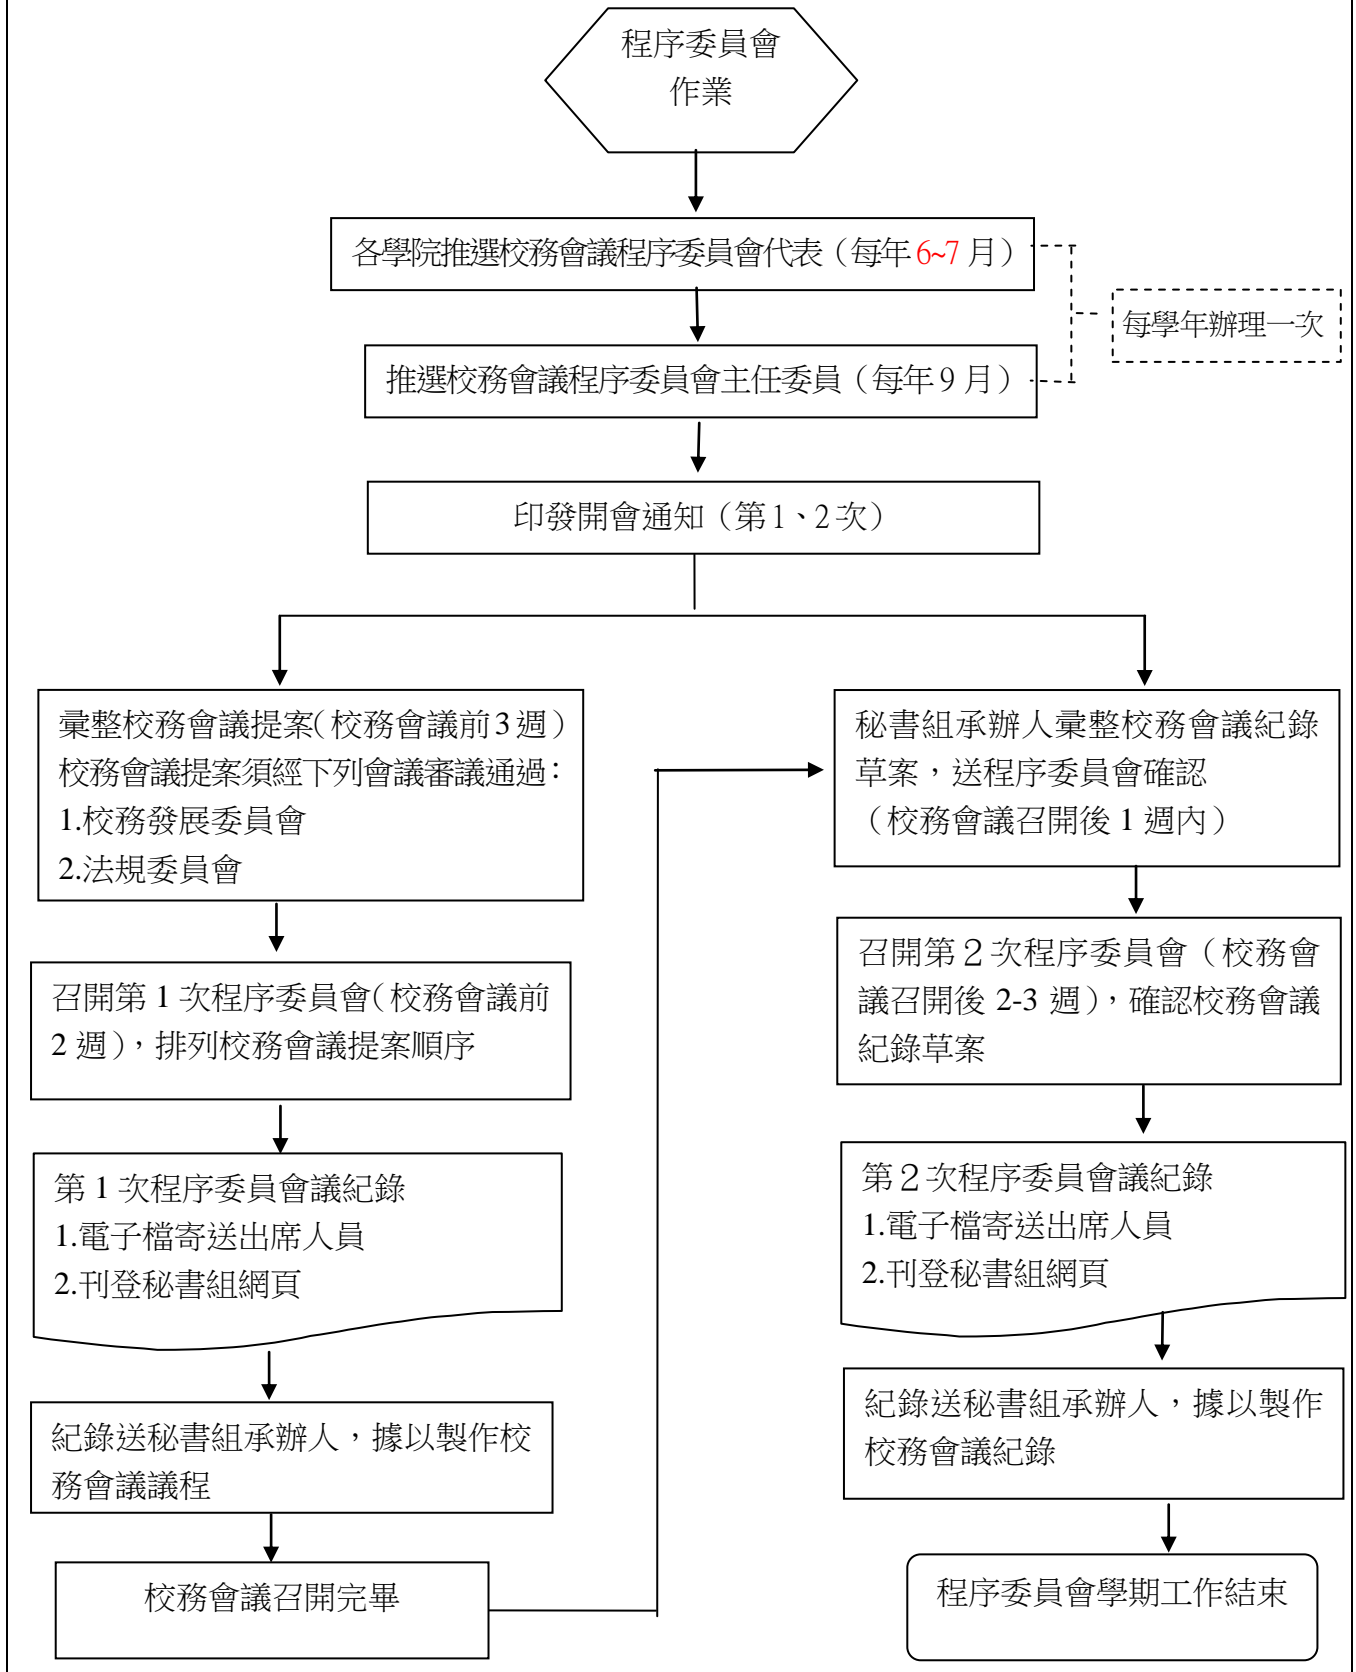 程序委員會
作業
各學院推選校務會議程序委員會代表（每年6~7 月）
每學年辦理一次
推選校務會議程序委員會主任委員（每年9 月）
印發開會通知（第1、2次）
彙整校務會議提案(校務會議前3週)
校務會議提案須經下列會議審議通過：
1.校務發展委員會
2.法規委員會
召開第 1 次程序委員會(校務會議前
2 週)，排列校務會議提案順序
第 1 次程序委員會議紀錄
1.電子檔寄送出席人員
2.刊登秘書組網頁
紀錄送秘書組承辦人，據以製作校
務會議議程
校務會議召開完畢
秘書組承辦人彙整校務會議紀錄
草案，送程序委員會確認
（校務會議召開後 1 週內）
召開第２次程序委員會（校務會
議召開後 2-3 週)，確認校務會議
紀錄草案
第２次程序委員會議紀錄
1.電子檔寄送出席人員
2.刊登秘書組網頁
紀錄送秘書組承辦人，據以製作
校務會議紀錄
程序委員會學期工作結束